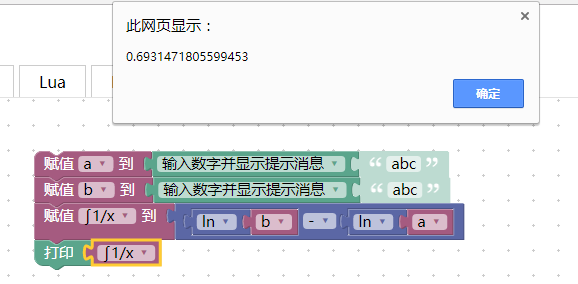 此网页显示：
0.6931471805599453
确定
Lua
赋值 a 到 输入数字并显示提示消息 “ abc ”
赋值 b 到 输入数字并显示提示消息 “ abc ”
赋值 ∫1/x 到 ln b - ln a
打印 ∫1/x